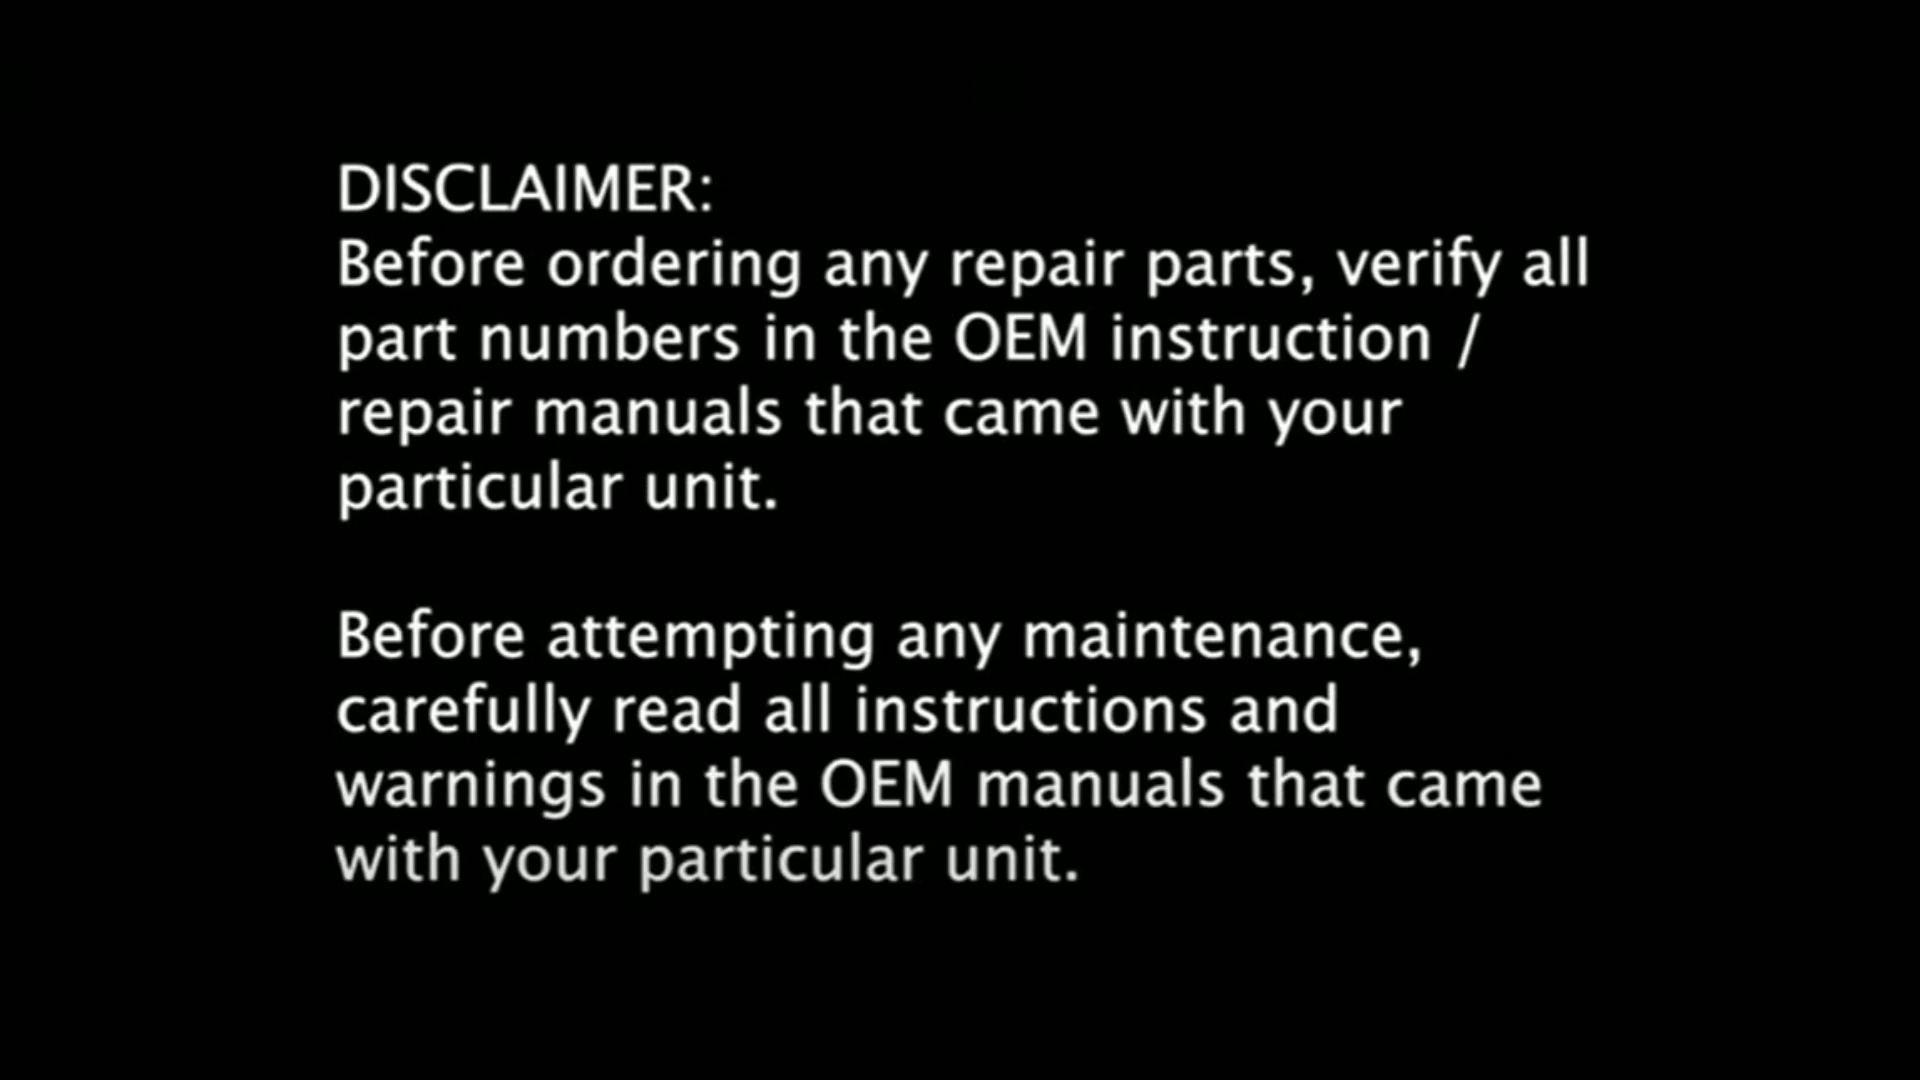 DISCLAIMER:
Before ordering any repair parts, verify all
part numbers in the OEM instruction /
repair manuals that came with your
particular unit.
Before attempting any maintenance,
carefully read all instructions and
warnings in the OEM manuals that came
with your particular unit.